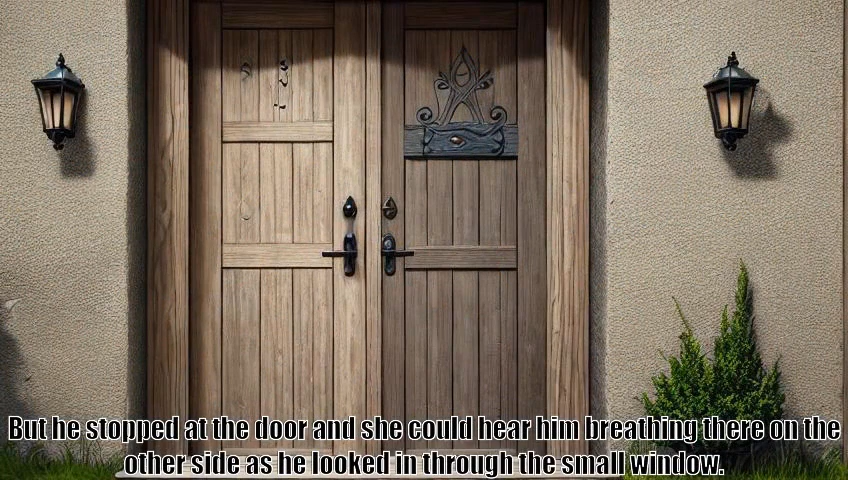 But he stopped at the door and she could hear him breathing there on the
other side as he looked in through the small window.